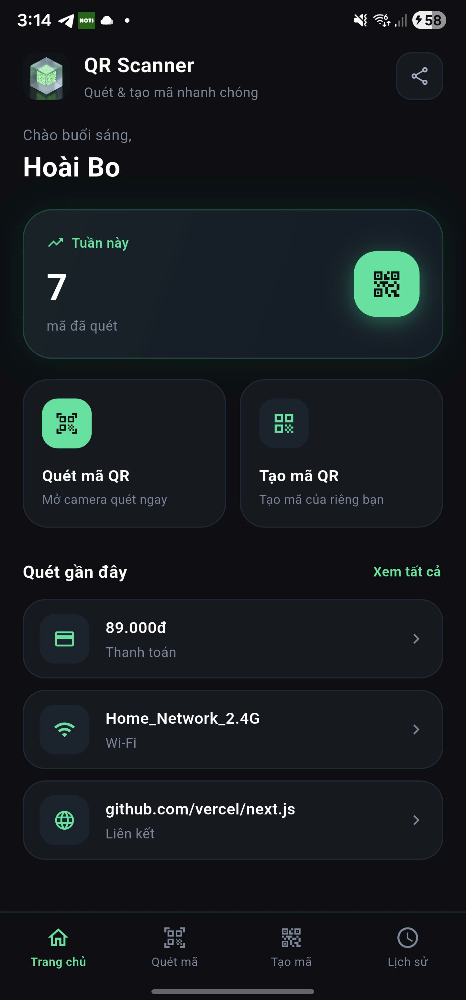 3:14
NOTI
6
58
QR Scanner
Quét & tạo mã nhanh chóng
Chào buổi sáng,
Hoài Bo
Tuần này
7
mã đã quét
Quét mã QR
Mở camera quét ngay
Tạo mã QR
Tạo mã của riêng bạn
Quét gần đây
Xem tất cả
89.000đ
Thanh toán
Home_Network_2.4G
Wi-Fi
github.com/vercel/next.js
Liên kết
Trang chủ
Quét mã
Tạo mã
Lịch sử